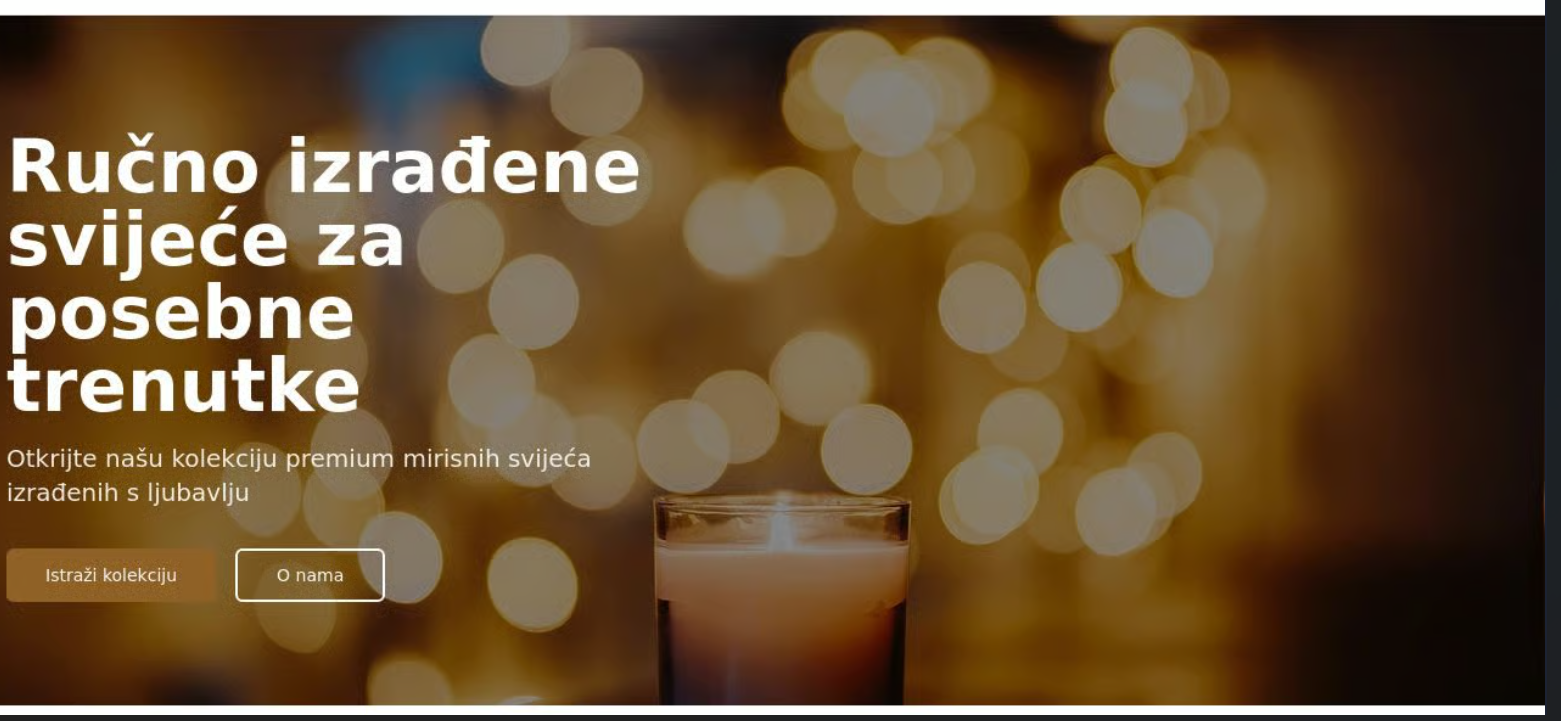 Ručno izrađene
svijeće za
posebne
trenutke
Otkrijte našu kolekciju premium mirisnih svijeća
izrađenih s ljubavlju
Istraži kolekciju
O nama